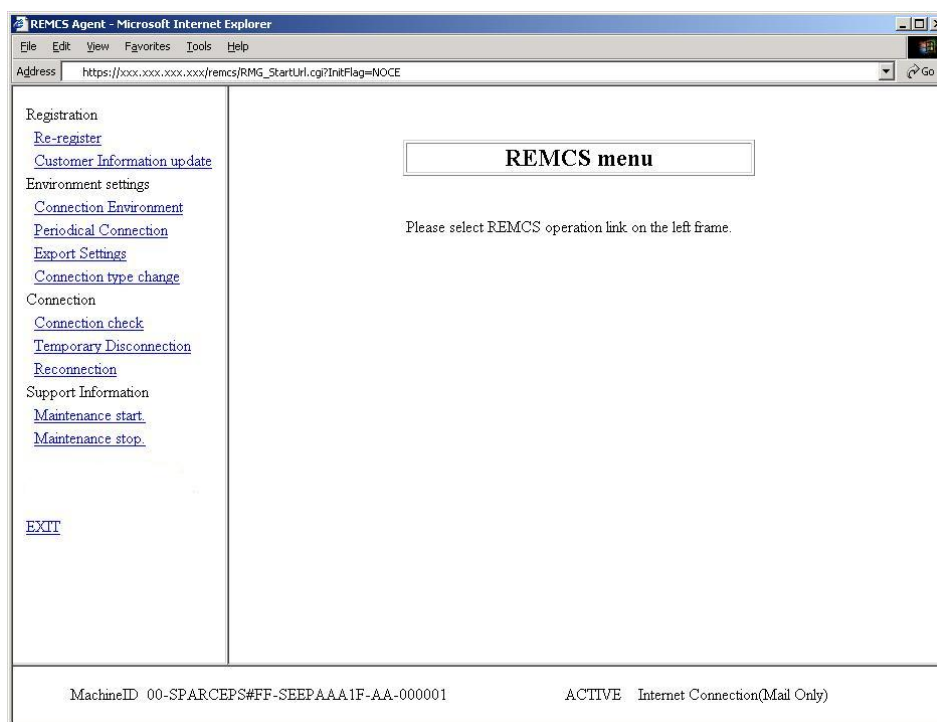 REMCS Agent - Microsoft Internet Explorer
File Edit View Favorites Tools Help
Address https://xxx.xxx.xxx.xxx/remcs/RMG_StartUrl.cgi?InitFlag=NOCE Go
Registration
Re-register
Customer Information update
Environment settings
Connection Environment
Periodical Connection
Export Settings
Connection type change
Connection
Connection check
Temporary Disconnection
Reconnection
Support Information
Maintenance start.
Maintenance stop.
EXIT
REMCS menu
Please select REMCS operation link on the left frame.
MachineID 00-SPARCEPS#FF-SEEPAAA1F-AA-000001 ACTIVE Internet Connection(Mail Only)